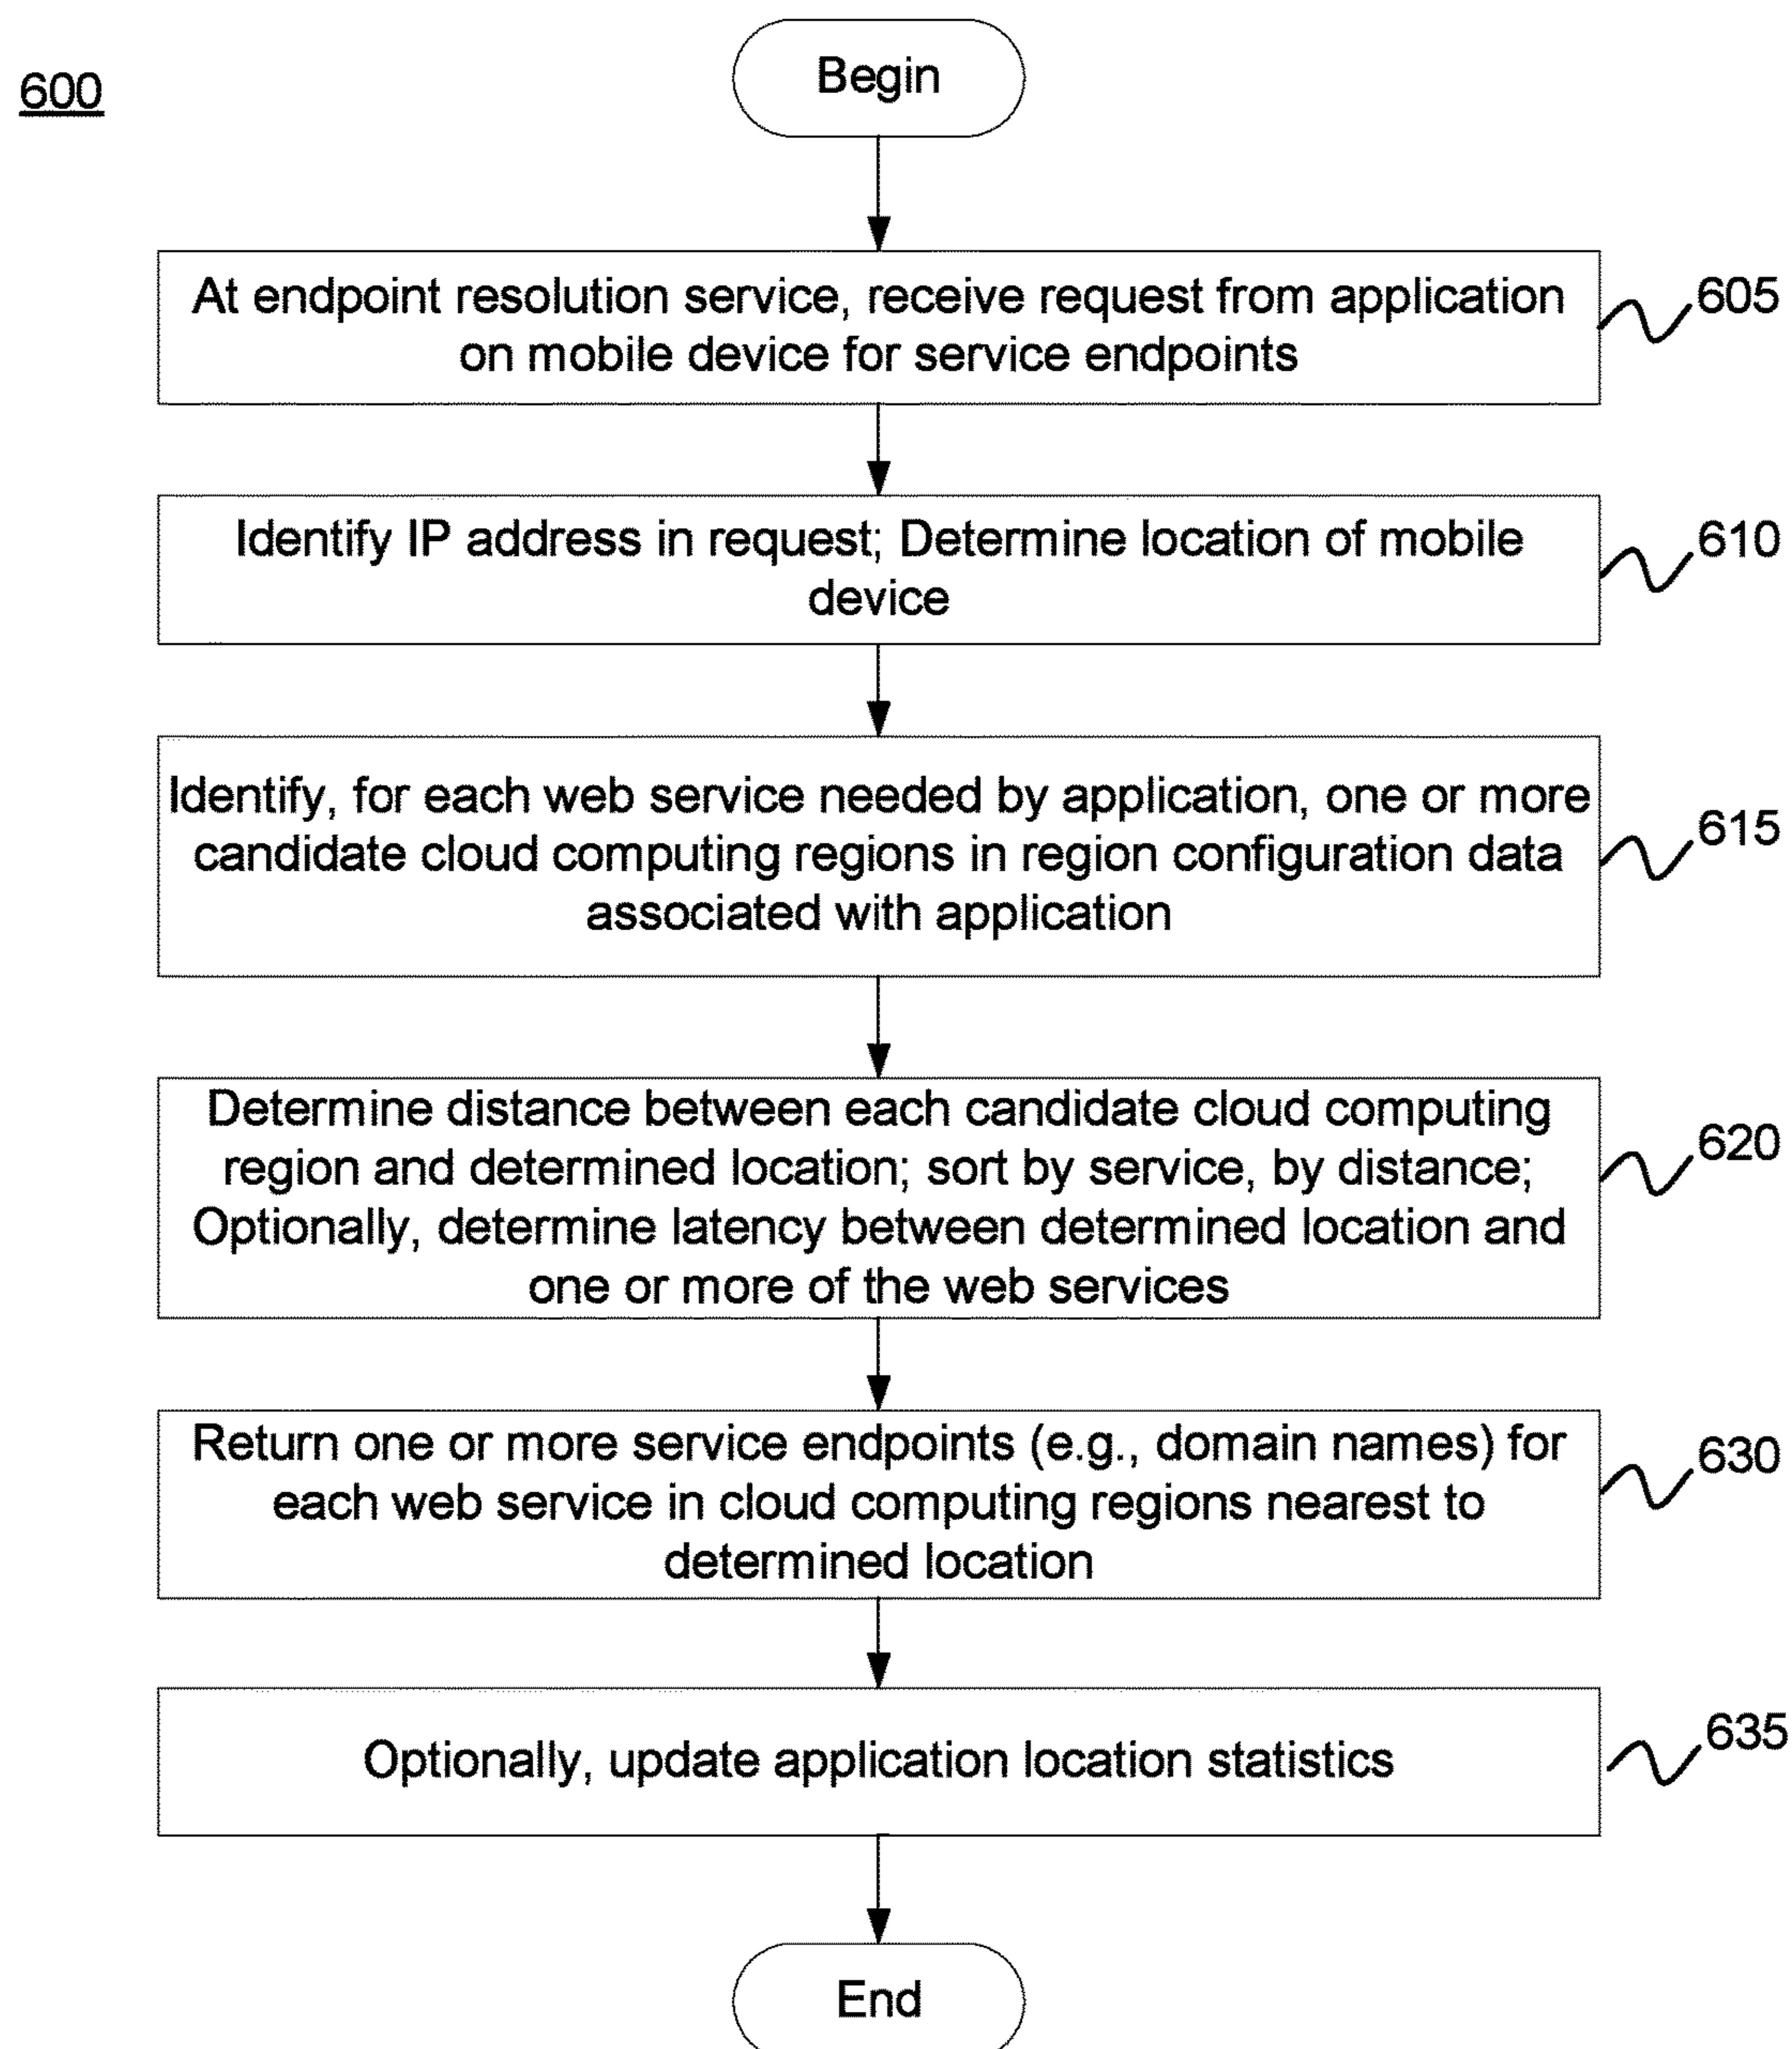 600
Begin
At endpoint resolution service, receive request from application
on mobile device for service endpoints
605
Identify IP address in request; Determine location of mobile
device
610
Identify, for each web service needed by application, one or more
candidate cloud computing regions in region configuration data
associated with application
615
Determine distance between each candidate cloud computing
region and determined location; sort by service, by distance;
Optionally, determine latency between determined location and
one or more of the web services
620
Return one or more service endpoints (e.g., domain names) for
each web service in cloud computing regions nearest to
determined location
630
Optionally, update application location statistics
635
End